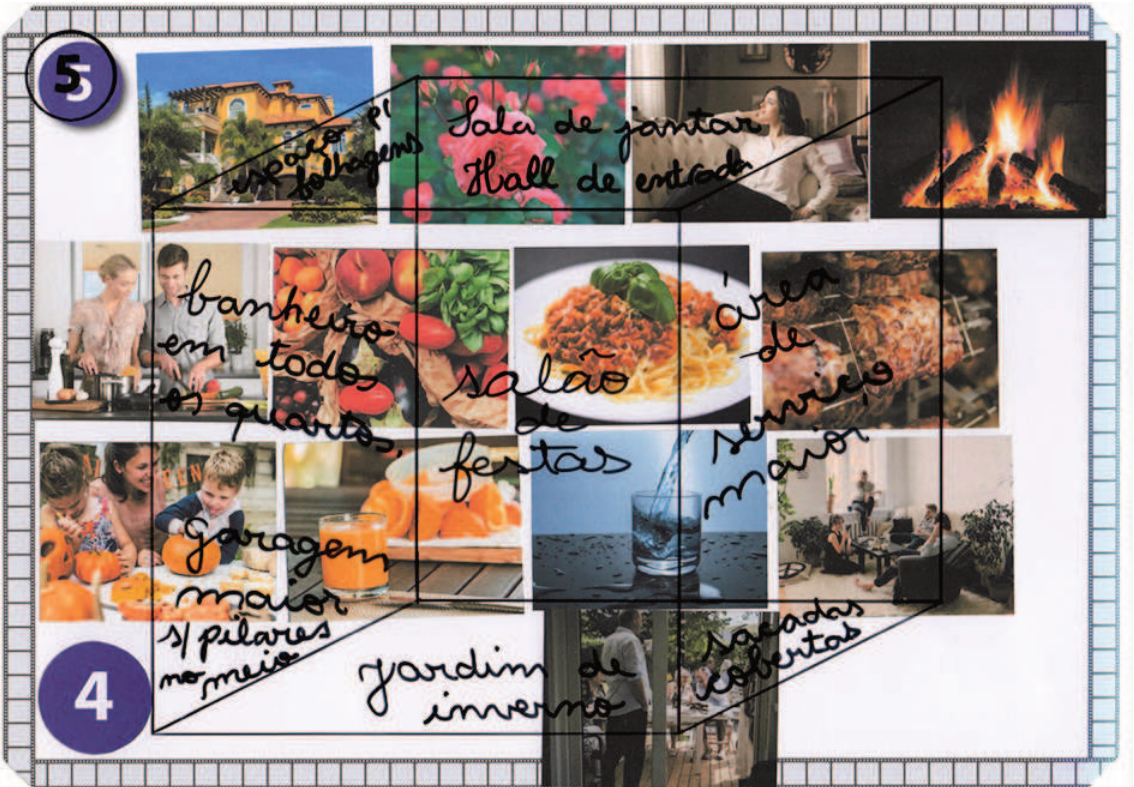 5
5
espaço p/
folhagens
Sala de jantar
Hall de entrada
banheiro
em todos
os quartos.
salão
de
festas
área
de
serviço
maior
Garagem
maior
s/ pilares
no meio
jardim de
inverno
sacadas
cobertas
4